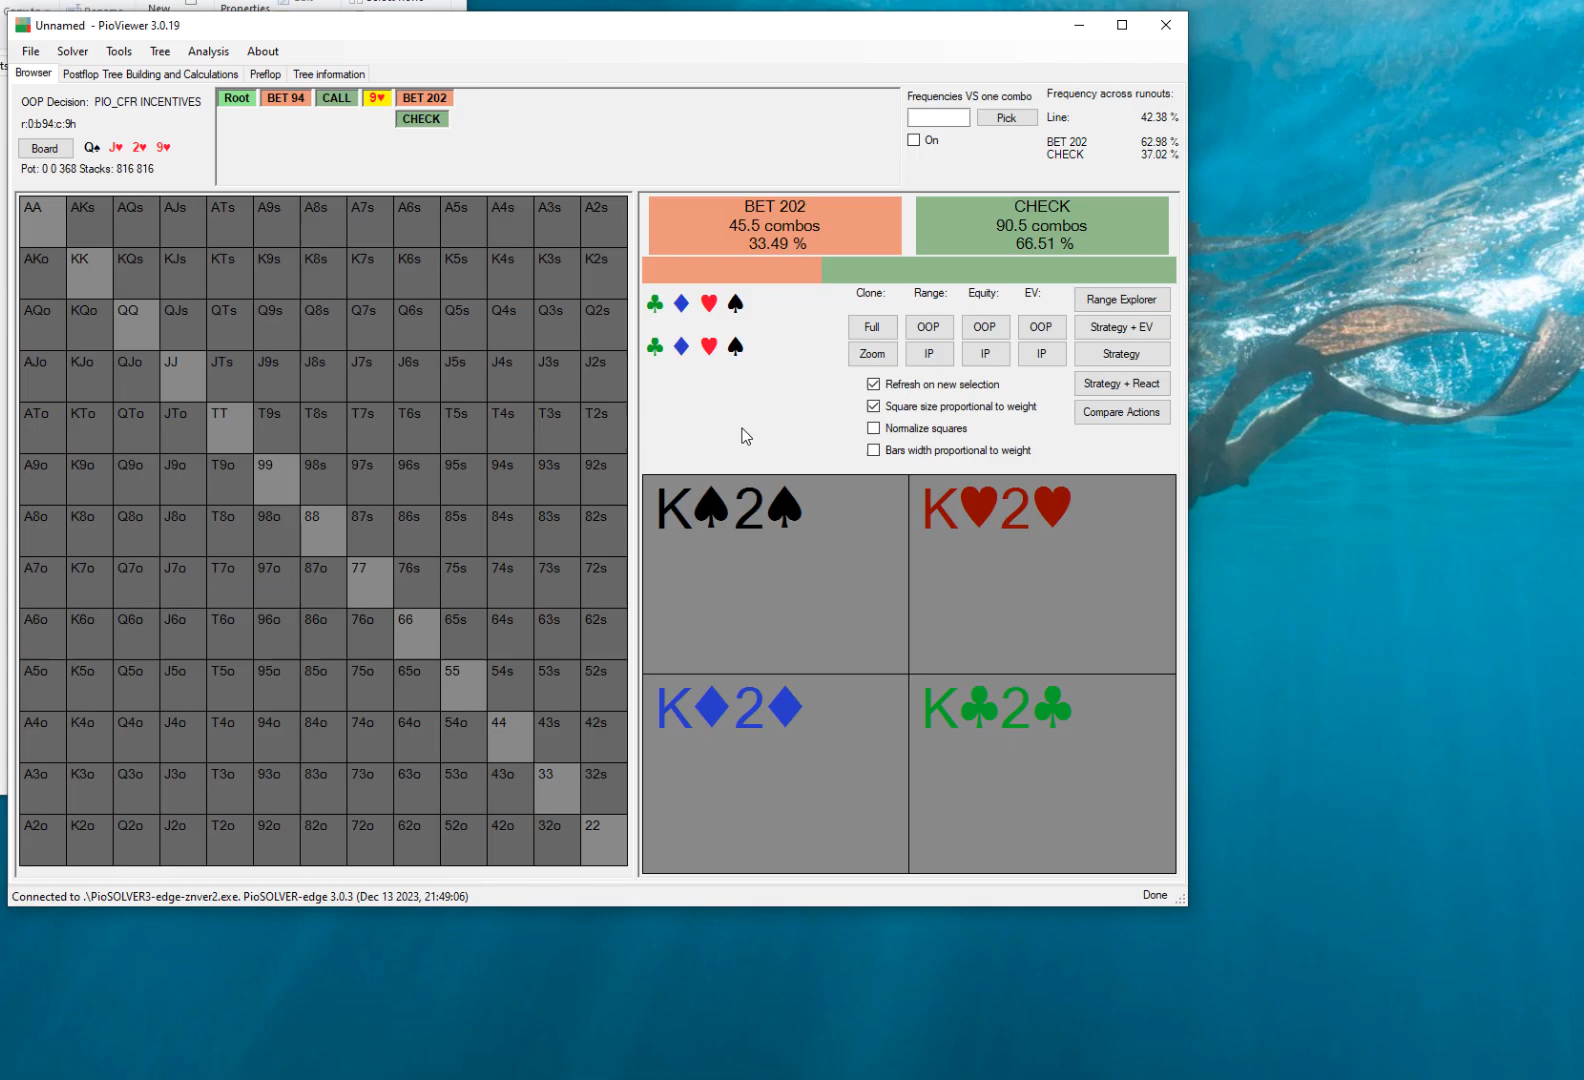 Rename
New
Properties
Unnamed - PioViewer 3.0.19
File Solver Tools Tree Analysis About
Browser Postflop Tree Building and Calculations Preflop Tree information
OOP Decision: PIO_CFR INCENTIVES
r:0:b94:c:9h
Board Q♠ J♥ 2♥ 9♥
Pot: 0 0 368 Stacks: 816 816
Root BET 94 CALL 9♥ BET 202
CHECK
Frequencies VS one combo
Pick
On
Frequency across runouts:
Line: 42.38 %
BET 202 62.98 %
CHECK 37.02 %
AA AKs AQs AJs ATs A9s A8s A7s A6s A5s A4s A3s A2s
AKo KK KQs KJs KTs K9s K8s K7s K6s K5s K4s K3s K2s
AQo KQo QQ QJs QTs Q9s Q8s Q7s Q6s Q5s Q4s Q3s Q2s
AJo KJo QJo JJ JTs J9s J8s J7s J6s J5s J4s J3s J2s
ATo KTo QTo JTo TT T9s T8s T7s T6s T5s T4s T3s T2s
A9o K9o Q9o J9o T9o 99 98s 97s 96s 95s 94s 93s 92s
A8o K8o Q8o J8o T8o 98o 88 87s 86s 85s 84s 83s 82s
A7o K7o Q7o J7o T7o 97o 87o 77 76s 75s 74s 73s 72s
A6o K6o Q6o J6o T6o 96o 86o 76o 66 65s 64s 63s 62s
A5o K5o Q5o J5o T5o 95o 85o 75o 65o 55 54s 53s 52s
A4o K4o Q4o J4o T4o 94o 84o 74o 64o 54o 44 43s 42s
A3o K3o Q3o J3o T3o 93o 83o 73o 63o 53o 43o 33 32s
A2o K2o Q2o J2o T2o 92o 82o 72o 62o 52o 42o 32o 22
BET 202
45.5 combos
33.49 %
CHECK
90.5 combos
66.51 %
♣ ♦ ♥ ♠
♣ ♦ ♥ ♠
Clone: Range: Equity: EV:
Full OOP OOP OOP
Zoom IP IP IP
Range Explorer
Strategy + EV
Strategy
Strategy + React
Compare Actions
Refresh on new selection
Square size proportional to weight
Normalize squares
Bars width proportional to weight
K♠2♠ K♥2♥
K♦2♦ K♣2♣
Connected to .\PioSOLVER3-edge-znver2.exe. PioSOLVER-edge 3.0.3 (Dec 13 2023, 21:49:06)
Done